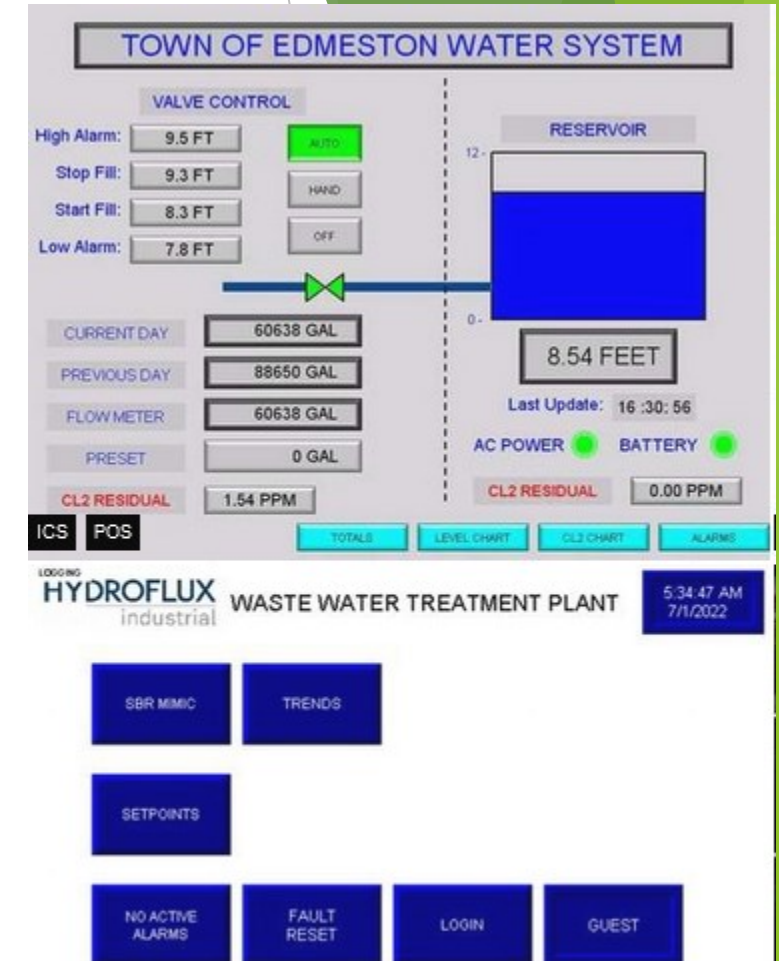 TOWN OF EDMESTON WATER SYSTEM
VALVE CONTROL
High Alarm: 9.5 FT
Stop Fill: 9.3 FT
Start Fill: 8.3 FT
Low Alarm: 7.8 FT
AUTO
HAND
OFF
CURRENT DAY 60638 GAL
PREVIOUS DAY 88650 GAL
FLOW METER 60638 GAL
PRESET 0 GAL
CL2 RESIDUAL 1.54 PPM
RESERVOIR
12 -
0 -
8.54 FEET
Last Update: 16 :30: 56
AC POWER BATTERY
CL2 RESIDUAL 0.00 PPM
ICS POS
TOTALS LEVEL CHART CL2 CHART ALARMS
LOGGING
HYDROFLUX
industrial
WASTE WATER TREATMENT PLANT
5:34:47 AM
7/1/2022
SBR MIMIC TRENDS
SETPOINTS
NO ACTIVE
ALARMS
FAULT
RESET
LOGIN
GUEST